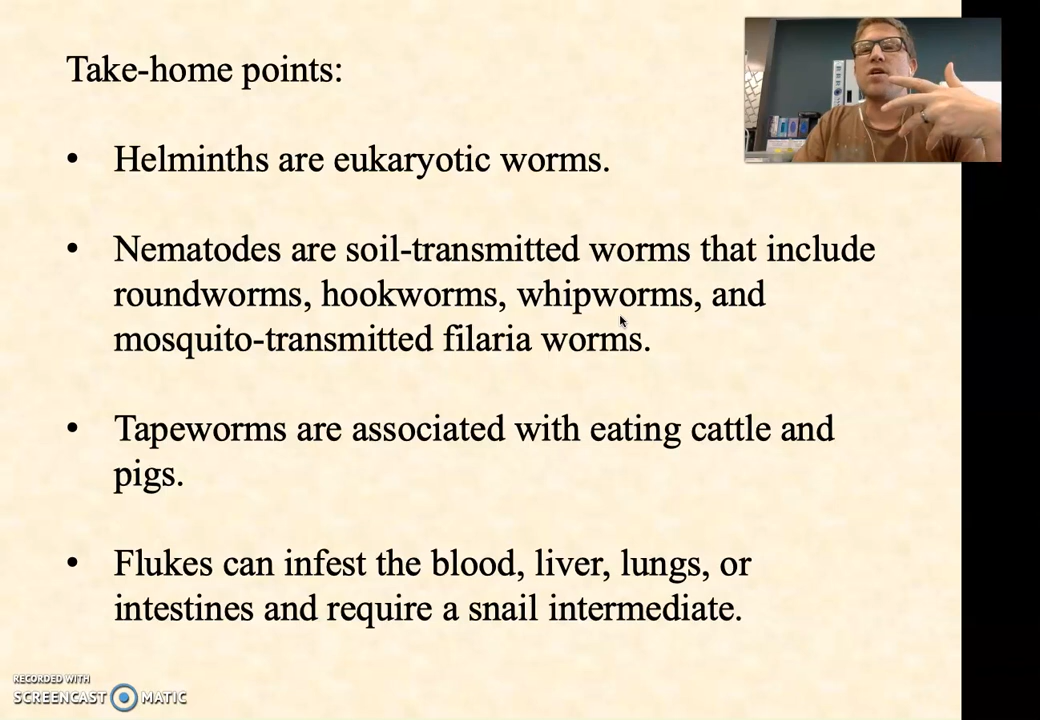 Take-home points:
• Helminths are eukaryotic worms.
• Nematodes are soil-transmitted worms that include
roundworms, hookworms, whipworms, and
mosquito-transmitted filaria worms.
• Tapeworms are associated with eating cattle and
pigs.
• Flukes can infest the blood, liver, lungs, or
intestines and require a snail intermediate.
RECORDED WITH
SCREENCAST MATIC